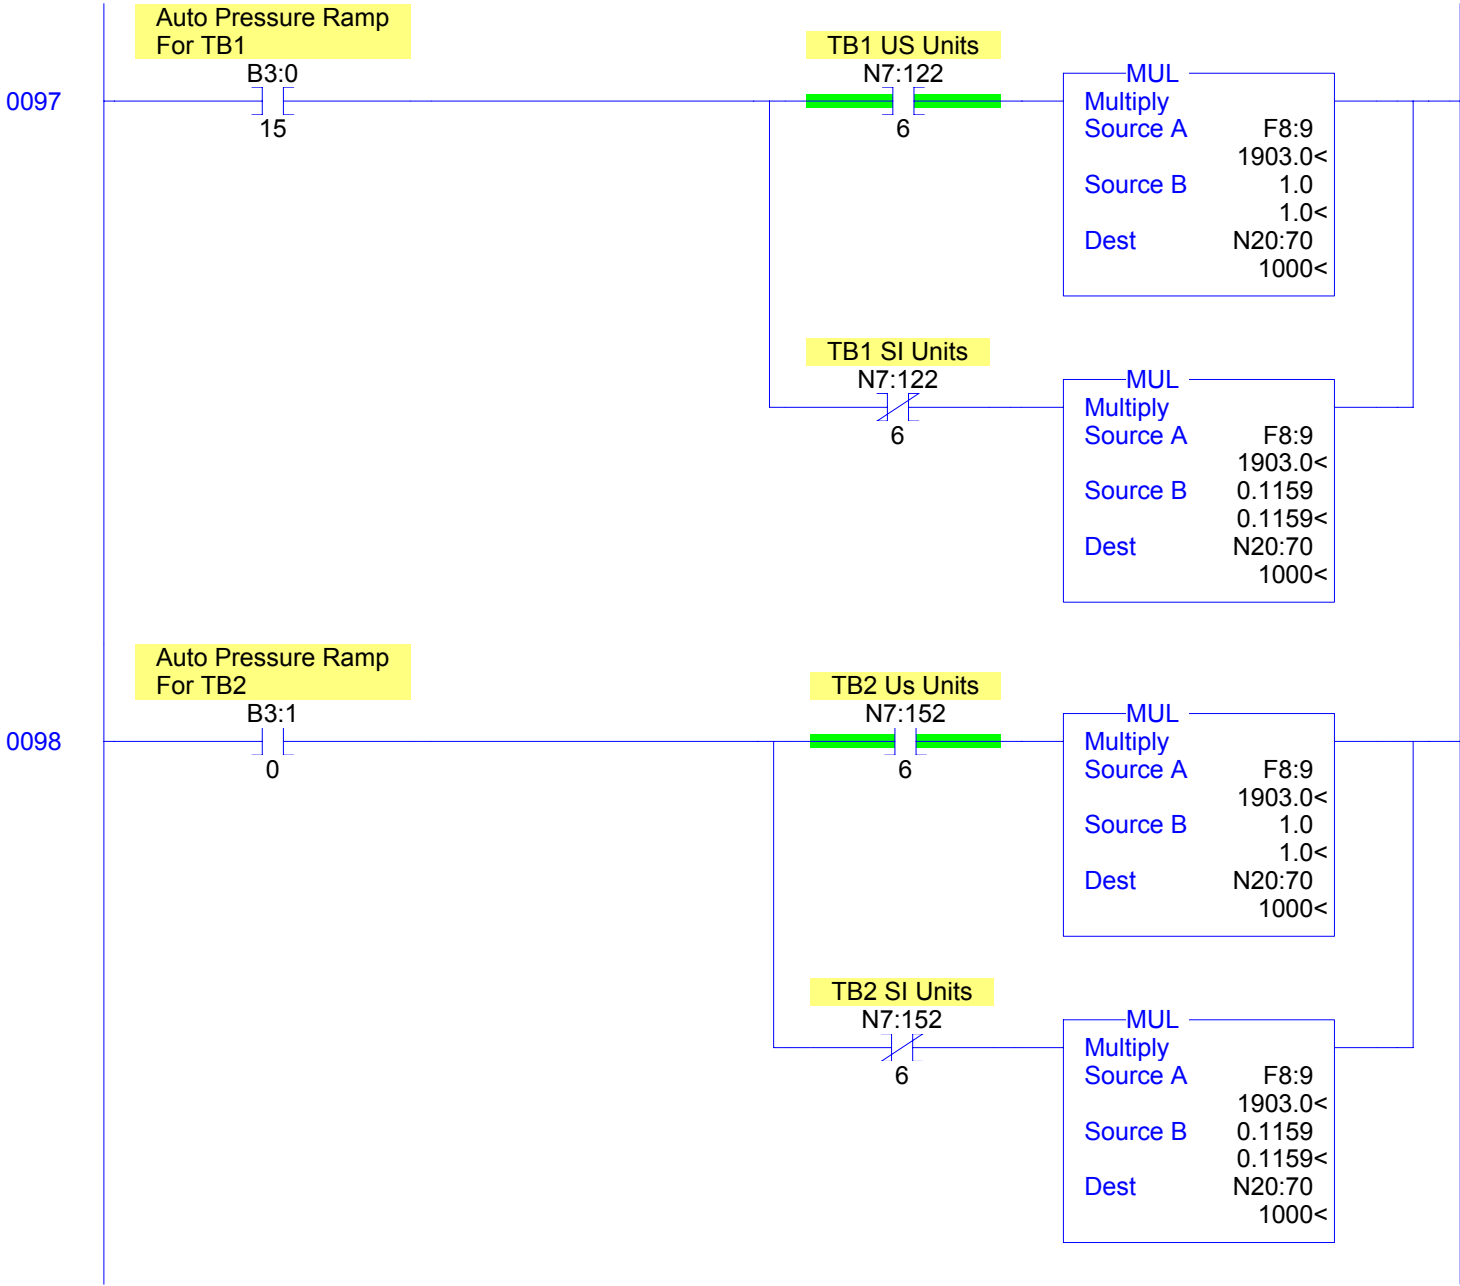 Auto Pressure Ramp
For TB1
B3:0
0097
15
TB1 US Units
N7:122
6
MUL
Multiply
Source A F8:9
1903.0<
Source B 1.0
1.0<
Dest N20:70
1000<
TB1 SI Units
N7:122
6
MUL
Multiply
Source A F8:9
1903.0<
Source B 0.1159
0.1159<
Dest N20:70
1000<
Auto Pressure Ramp
For TB2
B3:1
0098
0
TB2 Us Units
N7:152
6
MUL
Multiply
Source A F8:9
1903.0<
Source B 1.0
1.0<
Dest N20:70
1000<
TB2 SI Units
N7:152
6
MUL
Multiply
Source A F8:9
1903.0<
Source B 0.1159
0.1159<
Dest N20:70
1000<